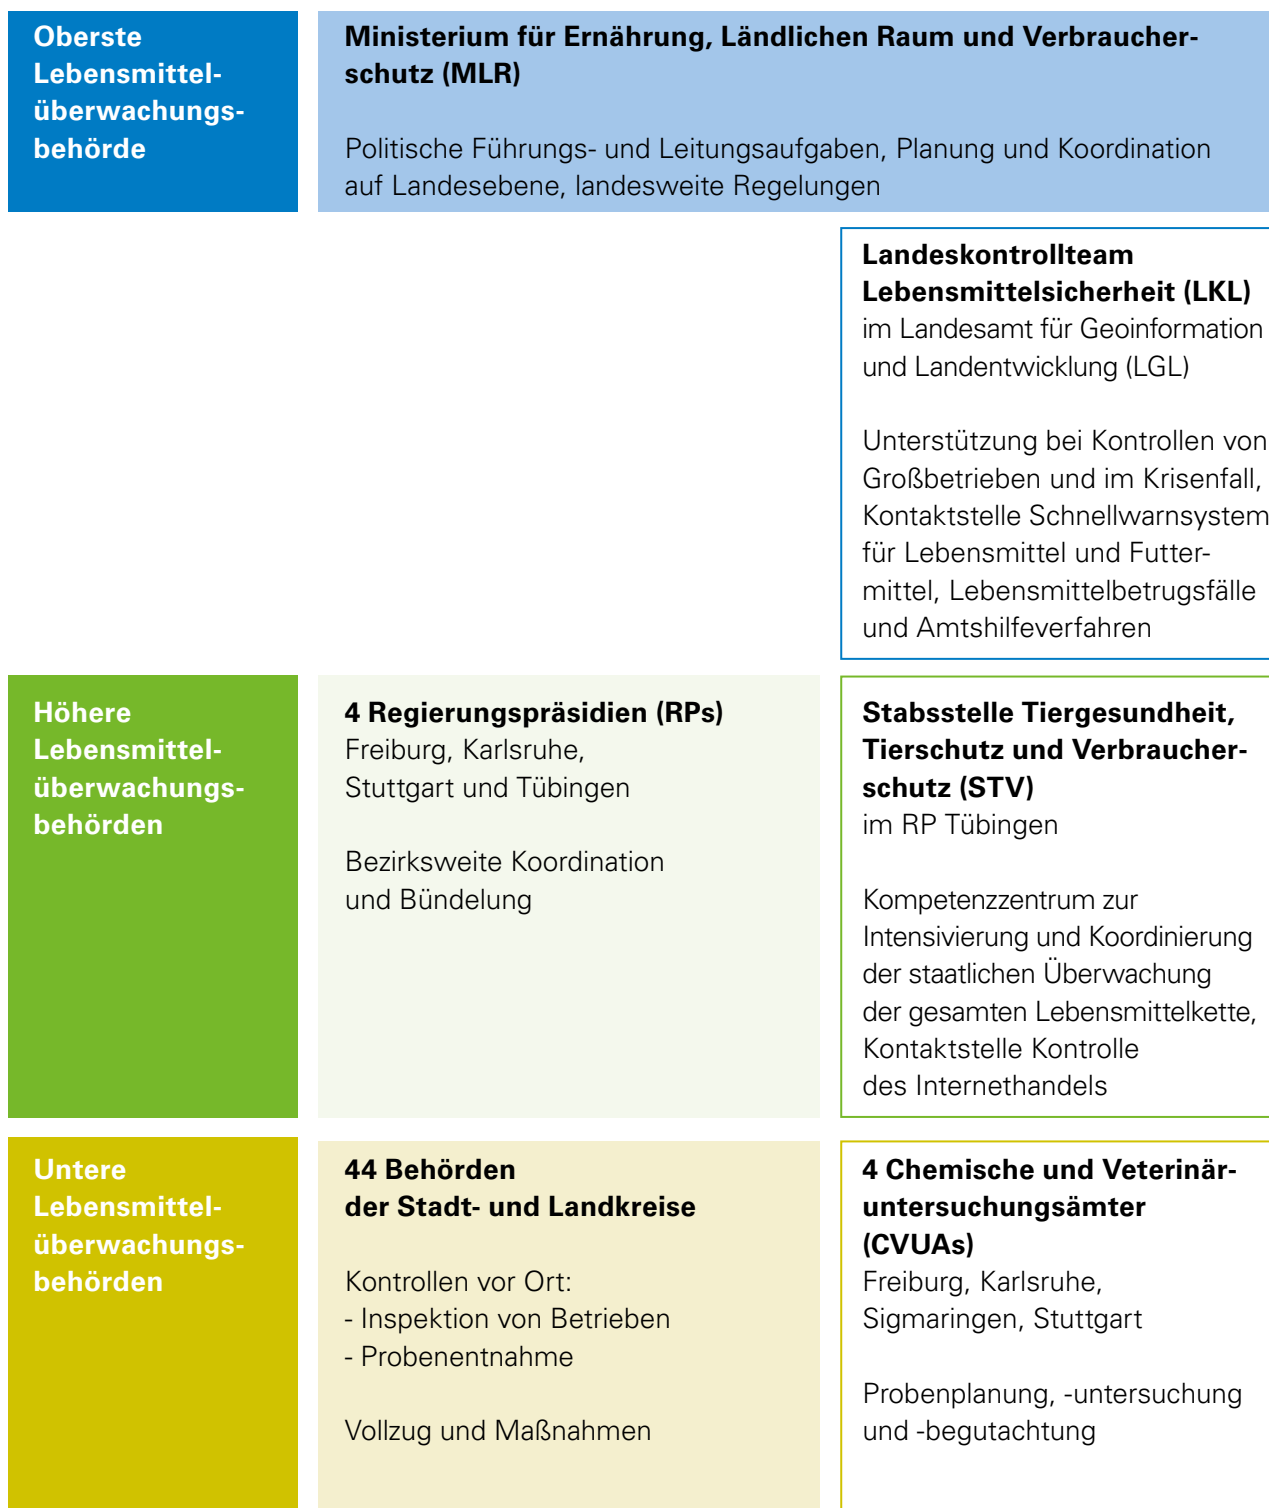 Oberste
Lebensmittel-
überwachungs-
behörde
Ministerium für Ernährung, Ländlichen Raum und Verbraucher-
schutz (MLR)
Politische Führungs- und Leitungsaufgaben, Planung und Koordination
auf Landesebene, landesweite Regelungen
Landeskontrollteam
Lebensmittelsicherheit (LKL)
im Landesamt für Geoinformation
und Landentwicklung (LGL)
Unterstützung bei Kontrollen von
Großbetrieben und im Krisenfall,
Kontaktstelle Schnellwarnsystem
für Lebensmittel und Futter-
mittel, Lebensmittelbetrugsfälle
und Amtshilfeverfahren
Höhere
Lebensmittel-
überwachungs-
behörden
4 Regierungspräsidien (RPs)
Freiburg, Karlsruhe,
Stuttgart und Tübingen
Bezirksweite Koordination
und Bündelung
Stabsstelle Tiergesundheit,
Tierschutz und Verbraucher-
schutz (STV)
im RP Tübingen
Kompetenzzentrum zur
Intensivierung und Koordinierung
der staatlichen Überwachung
der gesamten Lebensmittelkette,
Kontaktstelle Kontrolle
des Internethandels
Untere
Lebensmittel-
überwachungs-
behörden
44 Behörden
der Stadt- und Landkreise
Kontrollen vor Ort:
- Inspektion von Betrieben
- Probenentnahme
Vollzug und Maßnahmen
4 Chemische und Veterinär-
untersuchungsämter
(CVUAs)
Freiburg, Karlsruhe,
Sigmaringen, Stuttgart
Probenplanung, -untersuchung
und -begutachtung